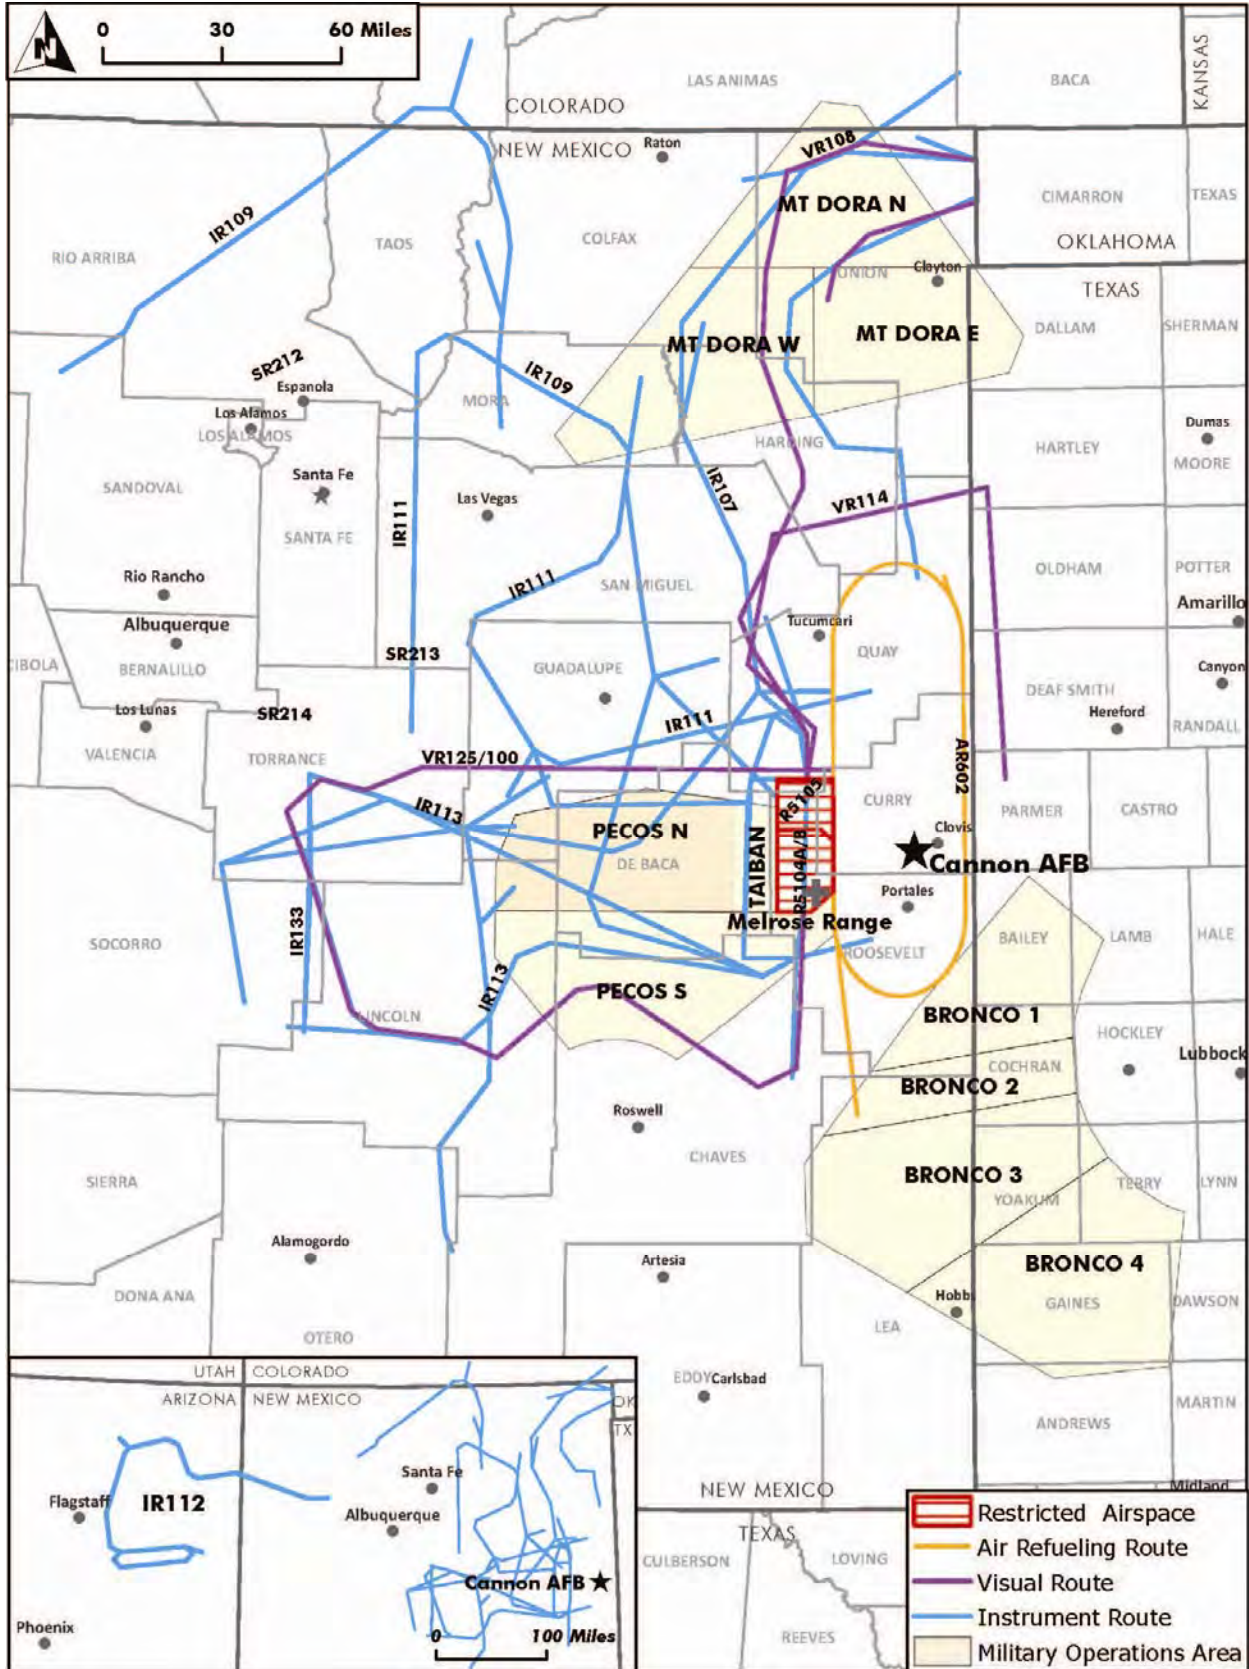 N
0 30 60 Miles
LAS ANIMAS
BACA
KANSAS
COLORADO
NEW MEXICO
Raton
VR108
MT DORA N
CIMARRON
TEXAS
OKLAHOMA
IR109
RIO ARRIBA
TAOS
COLFAX
UNION
Clayton
TEXAS
MT DORA W
MT DORA E
DALLAM
SHERMAN
SR212
Espanola
IR109
MORA
Los Alamos
LOS ALAMOS
HARDING
HARTLEY
Dumas
MOORE
SANDOVAL
Santa Fe
SANTA FE
Las Vegas
IR111
IR107
VR114
Rio Rancho
IR111
SAN MIGUEL
OLDHAM
POTTER
Amarillo
Albuquerque
BERNALILLO
CIBOLA
SR213
GUADALUPE
Tucumcari
QUAY
Canyon
DEAF SMITH
Hereford
RANDALL
Los Lunas
VALENCIA
SR214
TORRANCE
IR111
VR125/100
AR602
IR113
PECOS N
DE BACA
TAIBAN
R5105
R5104A/B
CURRY
Clovis
Cannon AFB
PARMER
CASTRO
Portales
Melrose Range
ROOSEVELT
SOCORRO
IR133
LINCOLN
IR113
PECOS S
BAILEY
LAMB
HALE
BRONCO 1
HOCKLEY
COCHRAN
Lubbock
BRONCO 2
Roswell
CHAVES
BRONCO 3
YOAKUM
TERRY
LYNN
SIERRA
Alamogordo
Artesia
BRONCO 4
DONA ANA
OTERO
Hobbs
GAINES
DAWSON
LEA
EDDY
Carlsbad
ANDREWS
MARTIN
Midland
NEW MEXICO
TEXAS
CULBERSON
LOVING
REEVES
UTAH
COLORADO
ARIZONA
NEW MEXICO
OK
TX
Flagstaff
IR112
Santa Fe
Albuquerque
Cannon AFB
Phoenix
0 100 Miles
Restricted Airspace
Air Refueling Route
Visual Route
Instrument Route
Military Operations Area